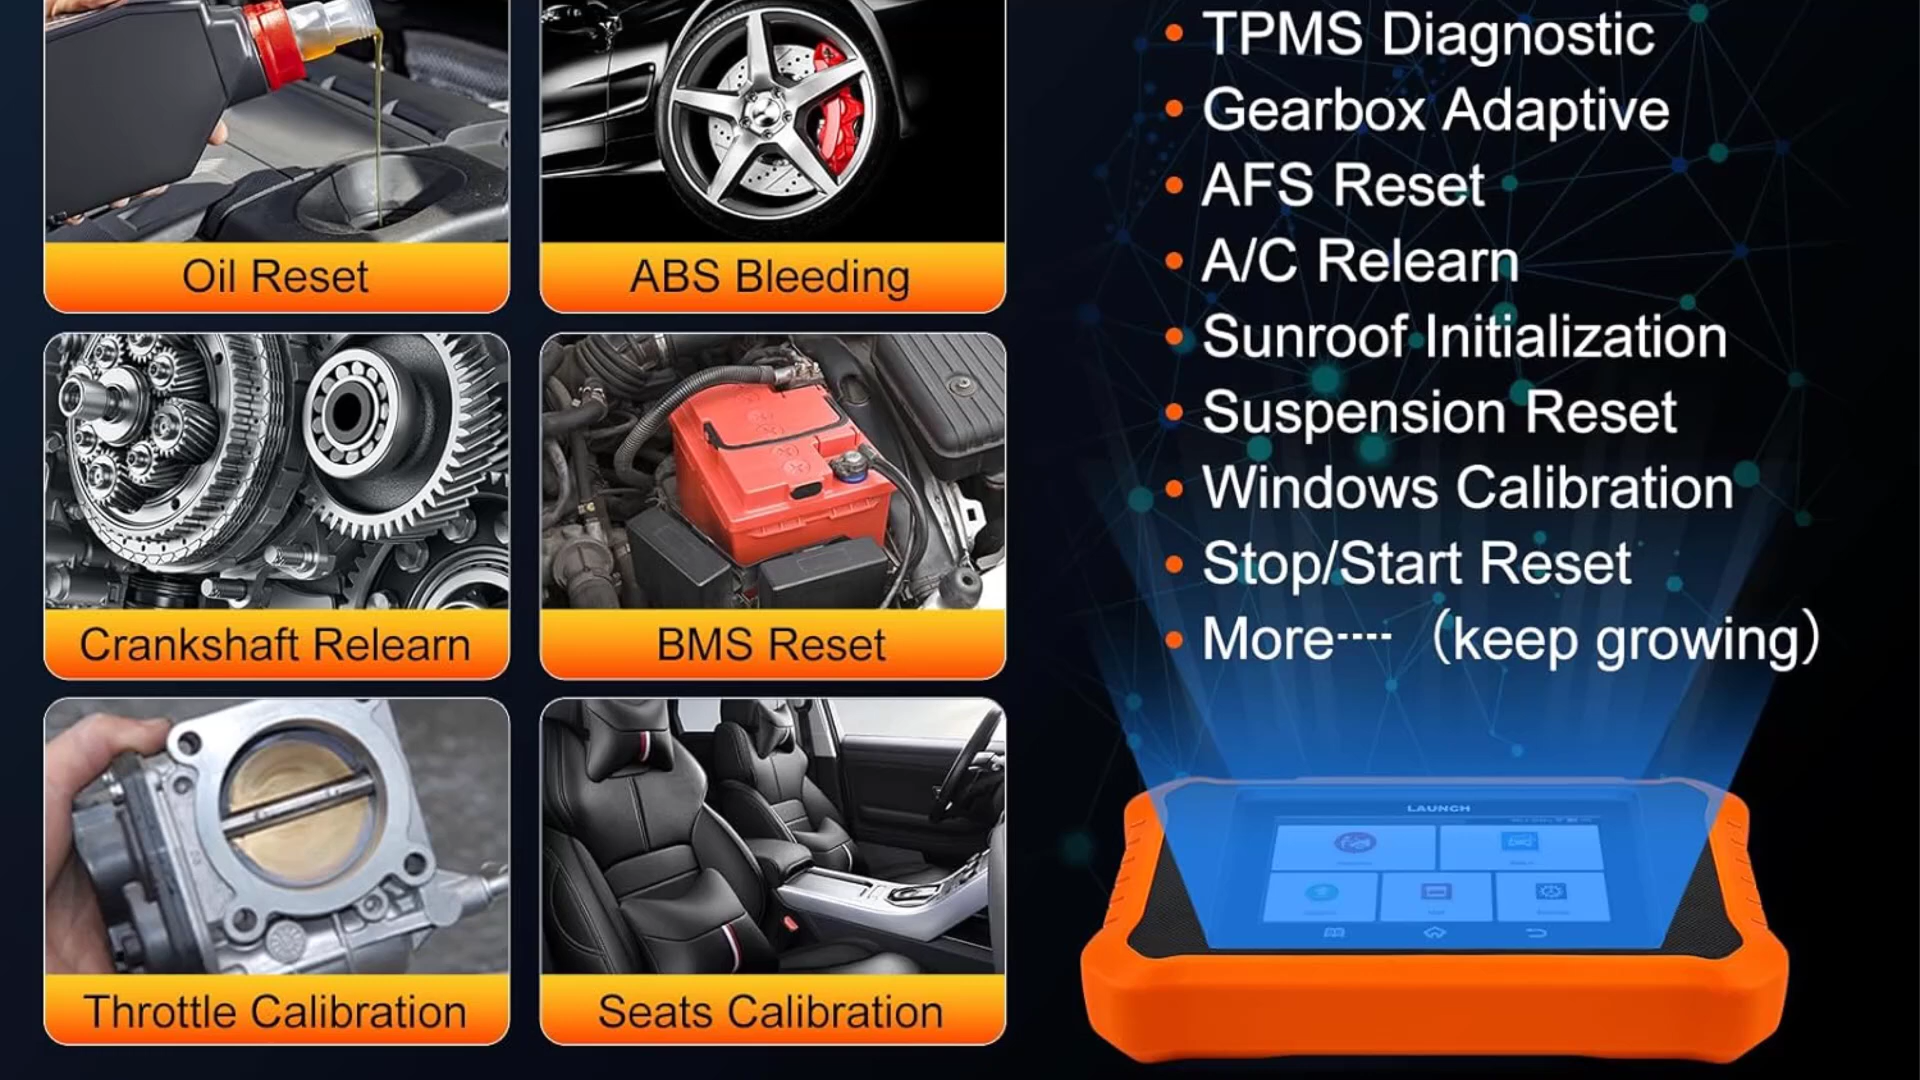 Oil Reset
ABS Bleeding
Crankshaft Relearn
BMS Reset
Throttle Calibration
Seats Calibration
• TPMS Diagnostic
• Gearbox Adaptive
• AFS Reset
• A/C Relearn
• Sunroof Initialization
• Suspension Reset
• Windows Calibration
• Stop/Start Reset
• More---- （keep growing）
LAUNCH